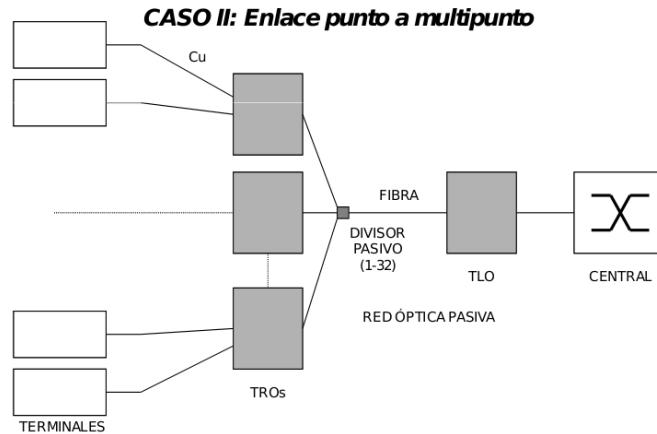 CASO II: Enlace punto a multipunto
Cu
FIBRA
DIVISOR
PASIVO
(1-32)
TLO
CENTRAL
RED ÓPTICA PASIVA
TROs
TERMINALES